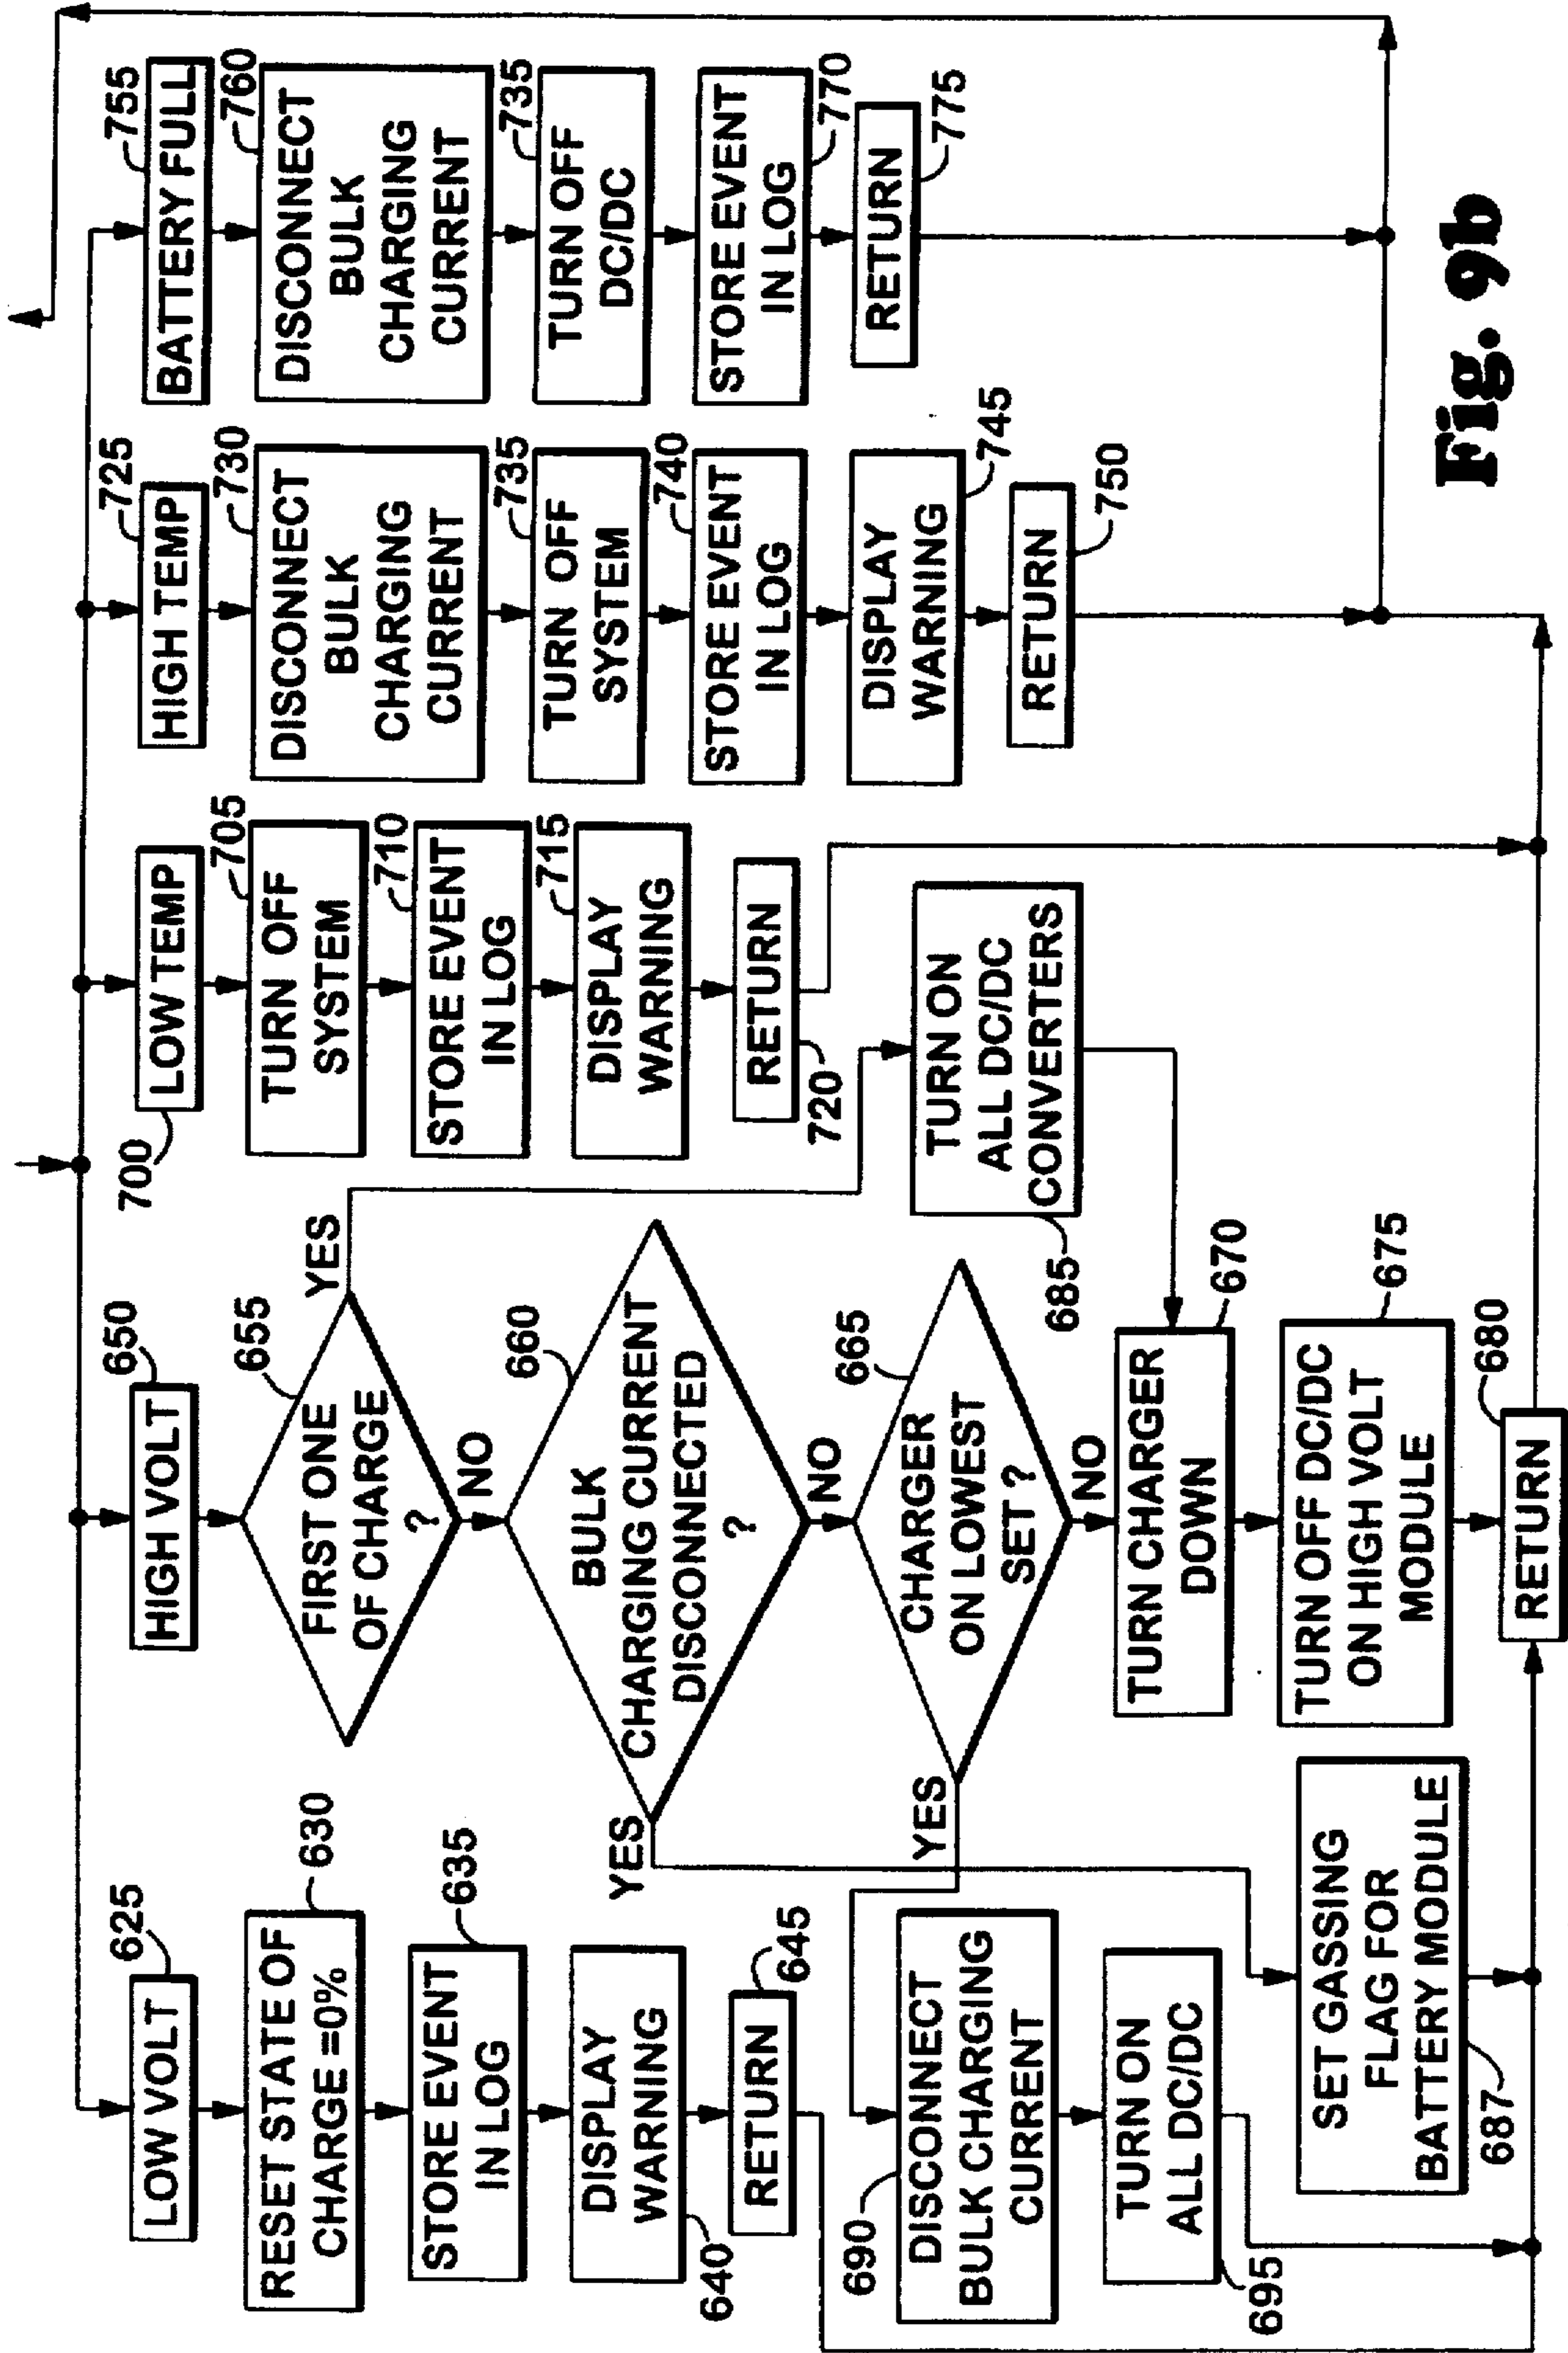 LOW VOLT
625
RESET STATE OF
CHARGE =0%
630
STORE EVENT
IN LOG
635
DISPLAY
WARNING
640
RETURN
645
HIGH VOLT
650
FIRST ONE
OF CHARGE
?
655
YES
NO
BULK
CHARGING CURRENT
DISCONNECTED
?
660
YES
NO
CHARGER
ON LOWEST
SET ?
665
YES
NO
TURN CHARGER
DOWN
670
TURN OFF DC/DC
ON HIGH VOLT
MODULE
675
RETURN
680
TURN ON
ALL DC/DC
CONVERTERS
685
SET GASSING
FLAG FOR
BATTERY MODULE
687
DISCONNECT
BULK CHARGING
CURRENT
690
TURN ON
ALL DC/DC
695
LOW TEMP
700
TURN OFF
SYSTEM
705
STORE EVENT
IN LOG
710
DISPLAY
WARNING
715
RETURN
720
HIGH TEMP
725
DISCONNECT
BULK
CHARGING
CURRENT
730
TURN OFF
SYSTEM
735
STORE EVENT
IN LOG
740
DISPLAY
WARNING
745
RETURN
750
BATTERY FULL
755
DISCONNECT
BULK
CHARGING
CURRENT
760
TURN OFF
DC/DC
735
STORE EVENT
IN LOG
770
RETURN
775
Fig. 9b